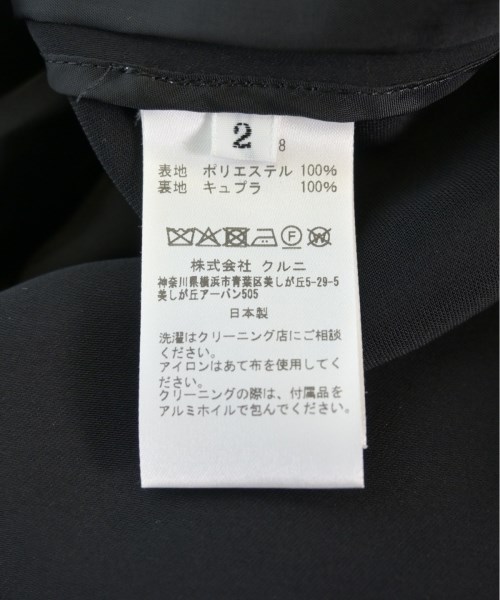 2
8
表地 ポリエステル 100%
裏地 キュプラ 100%
F W
株式会社 クルニ
神奈川県横浜市青葉区美しが丘5-29-5
美しが丘アーバン505
日本製
洗濯はクリーニング店にご相談
ください。
アイロンはあて布を使用してく
ださい。
クリーニングの際は、付属品を
アルミホイルで包んでください。